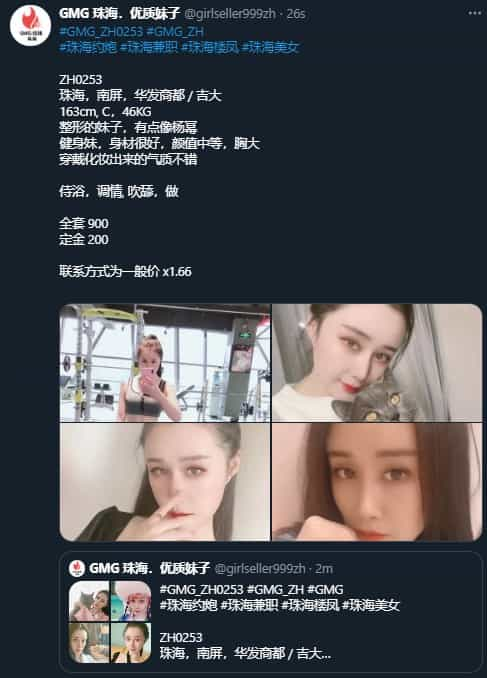 GMG 珠海．优质妹子 @girlseller999zh · 26s
#GMG_ZH0253 #GMG_ZH
#珠海约炮 #珠海兼职 #珠海楼凤 #珠海美女
ZH0253
珠海，南屏，华发商都 / 吉大
163cm, C，46KG
整形的妹子，有点像杨幂
健身妹，身材很好，颜值中等，胸大
穿戴化妆出来的气质不错
侍浴，调情, 吹舔，做
全套 900
定金 200
联系方式为一般价 x1.66
GMG 珠海．优质妹子 @girlseller999zh · 2m
#GMG_ZH0253 #GMG_ZH #GMG
#珠海约炮 #珠海兼职 #珠海楼凤 #珠海美女
ZH0253
珠海，南屏，华发商都 / 吉大...